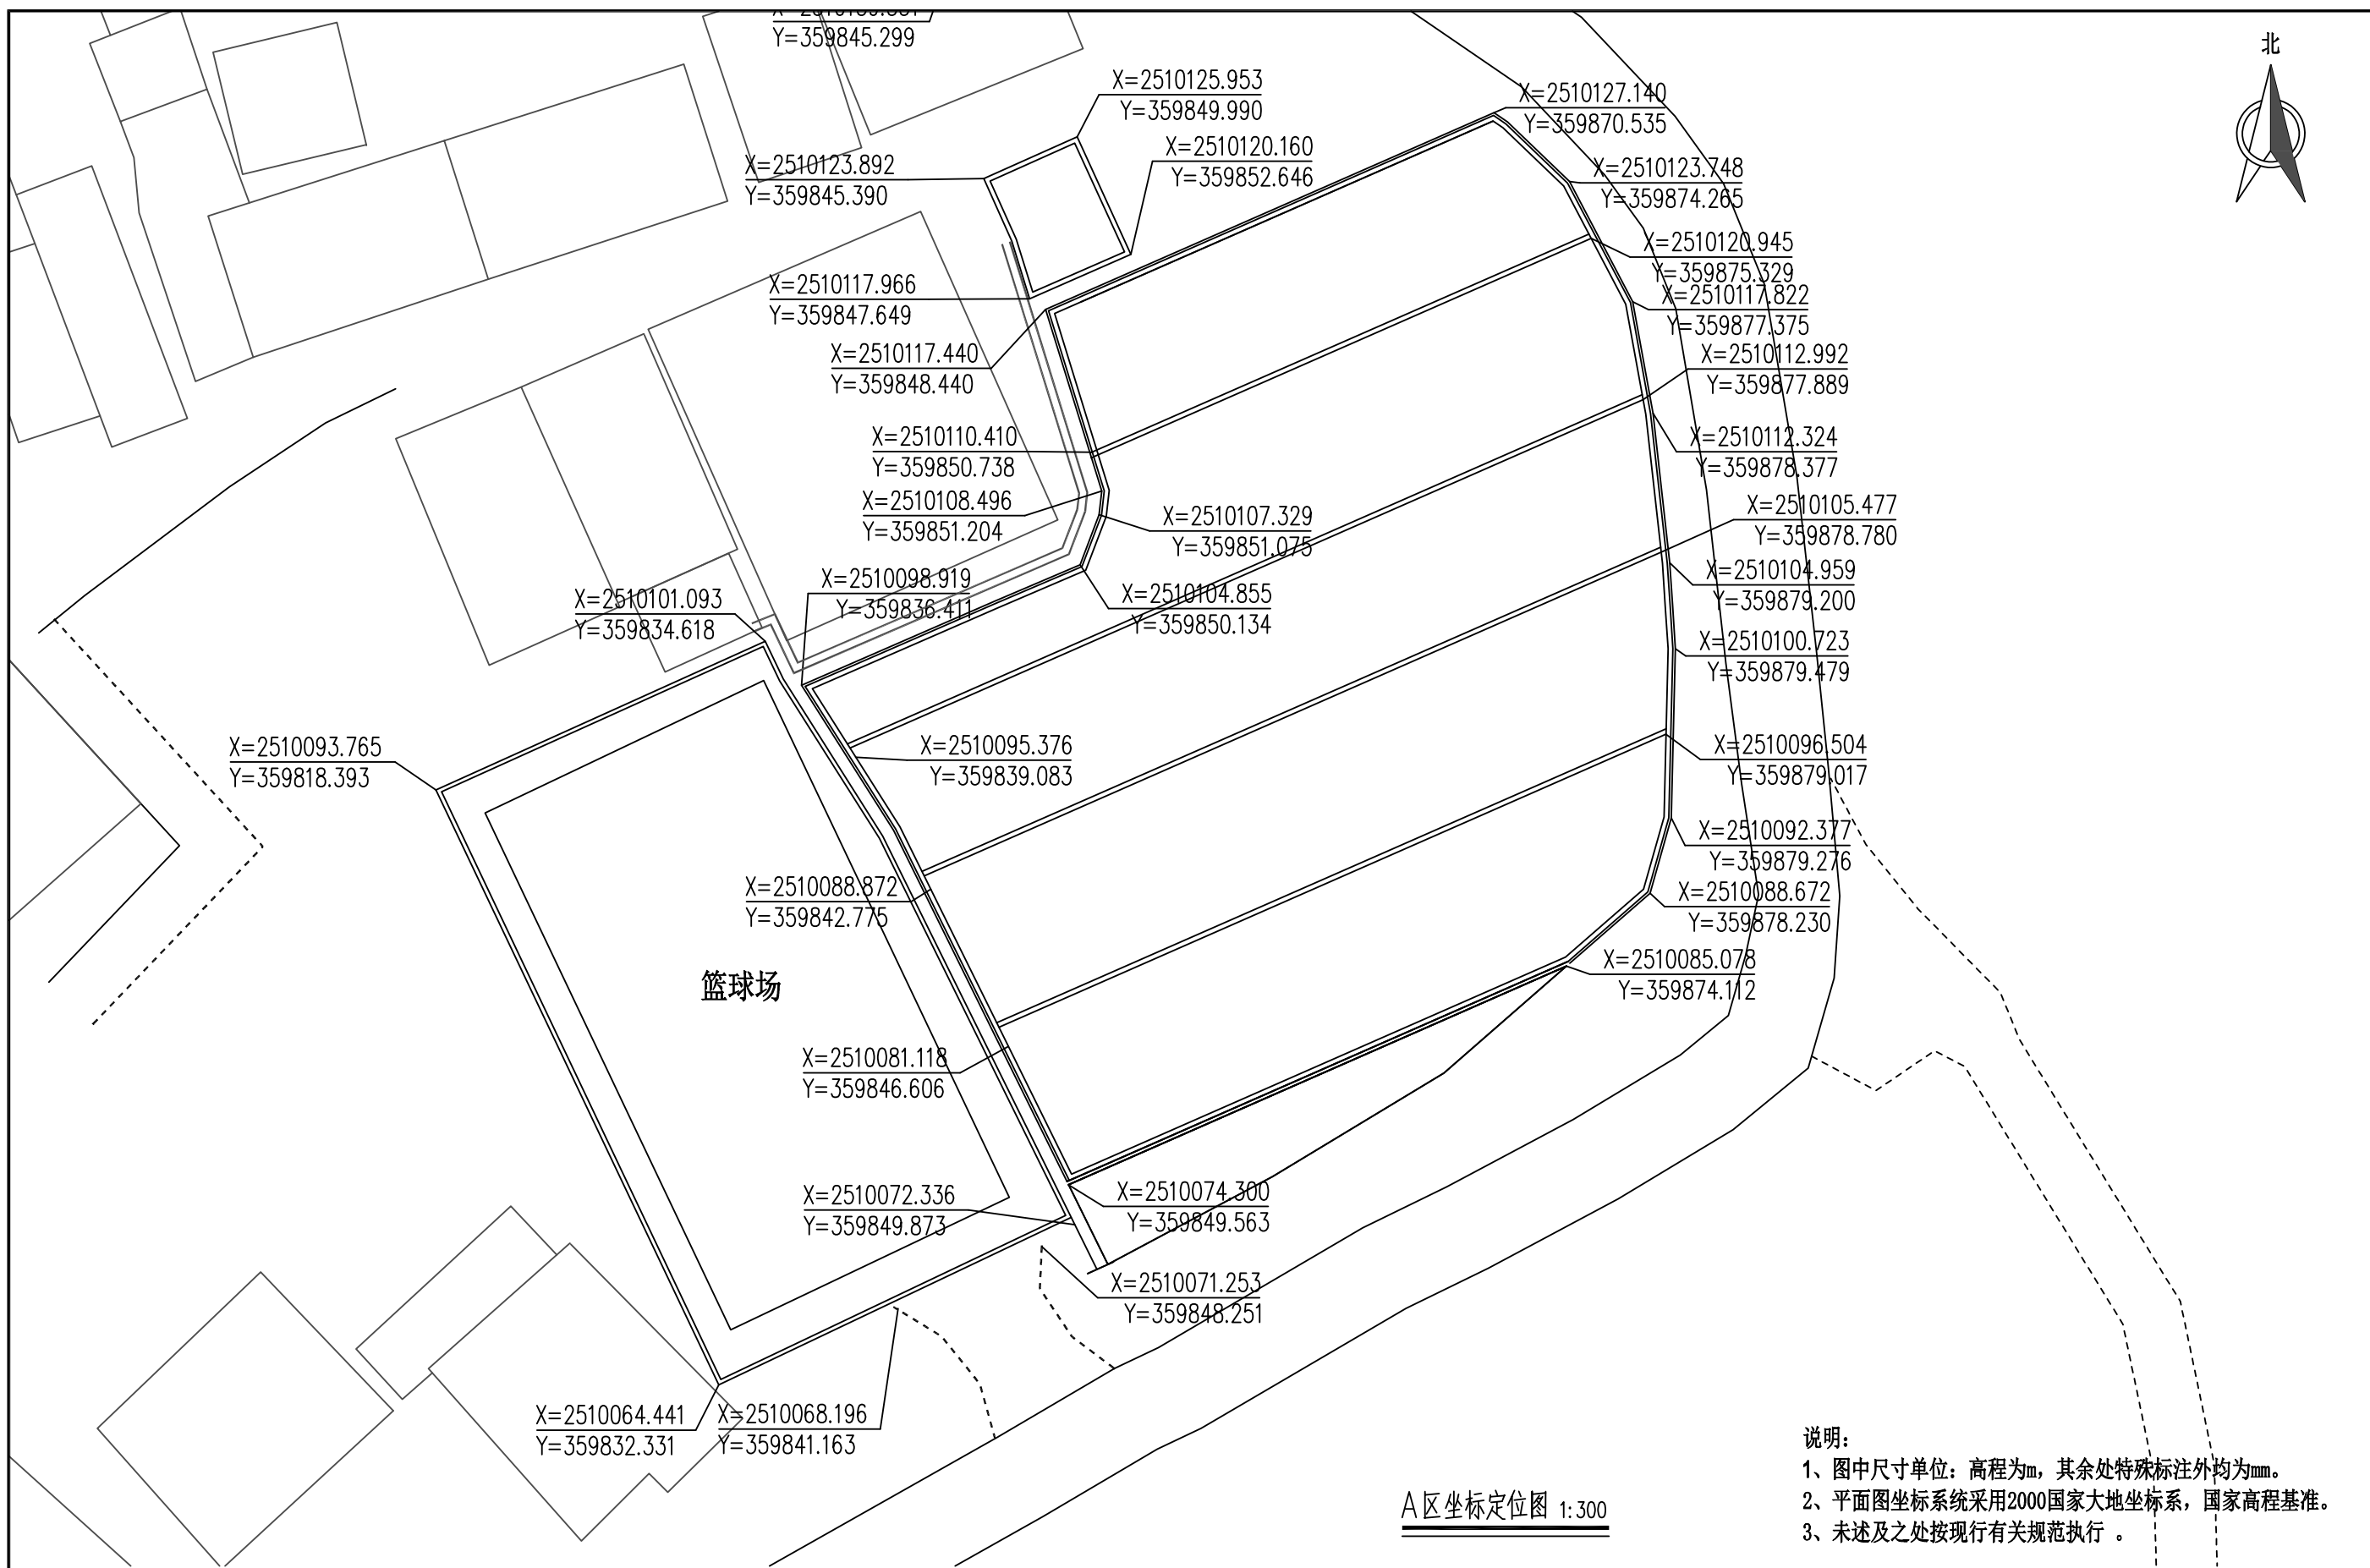 Y=359845.299
北
X=2510125.953
Y=359849.990
X=2510127.140
Y=359870.535
X=2510123.892
Y=359845.390
X=2510120.160
Y=359852.646
X=2510123.748
Y=359874.265
X=2510120.945
Y=359875.329
X=2510117.966
Y=359847.649
X=2510117.822
Y=359877.375
X=2510117.440
Y=359848.440
X=2510112.992
Y=359877.889
X=2510110.410
Y=359850.738
X=2510112.324
Y=359878.377
X=2510108.496
Y=359851.204
X=2510107.329
Y=359851.075
X=2510105.477
Y=359878.780
X=2510098.919
Y=359836.411
X=2510101.093
Y=359834.618
X=2510104.855
Y=359850.134
X=2510104.959
Y=359879.200
X=2510100.723
Y=359879.479
X=2510093.765
Y=359818.393
X=2510095.376
Y=359839.083
X=2510096.504
Y=359879.017
X=2510092.377
Y=359879.276
X=2510088.872
Y=359842.775
X=2510088.672
Y=359878.230
篮球场
X=2510085.078
Y=359874.112
X=2510081.118
Y=359846.606
X=2510072.336
Y=359849.873
X=2510074.300
Y=359849.563
X=2510071.253
Y=359848.251
X=2510064.441
Y=359832.331
X=2510068.196
Y=359841.163
A区坐标定位图 1:300
说明:
1、图中尺寸单位：高程为m，其余处特殊标注外均为mm。
2、平面图坐标系统采用2000国家大地坐标系，国家高程基准。
3、未述及之处按现行有关规范执行 。